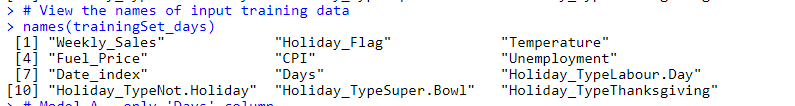 > # View the names of input training data
> names(trainingSet_days)
[1] "Weekly_Sales" "Holiday_Flag" "Temperature"
[4] "Fuel_Price" "CPI" "Unemployment"
[7] "Date_index" "Days" "Holiday_TypeLabour.Day"
[10] "Holiday_TypeNot.Holiday" "Holiday_TypeSuper.Bowl" "Holiday_TypeThanksgiving"
> # Model A - only 'Days' column